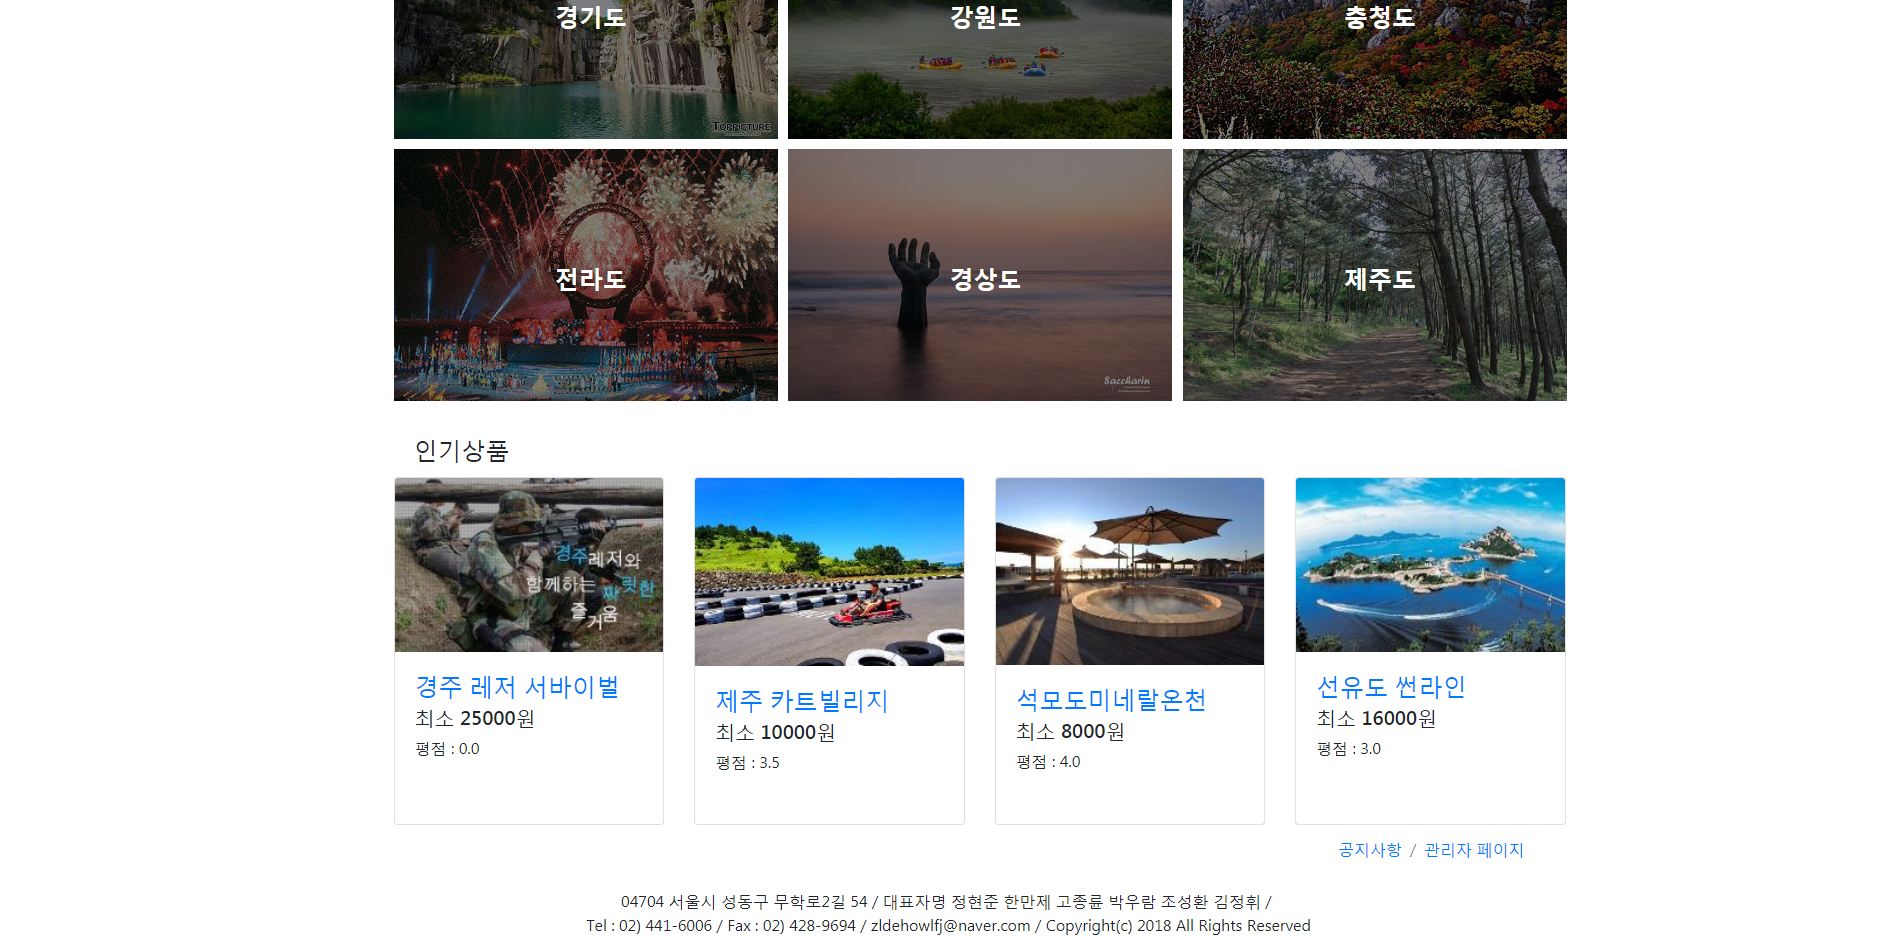 경기도
강원도
충청도
TOPPICTURE
전라도
경상도
제주도
Saccharin
인기상품
경주레저와
함께하는 짜릿한
즐거움
경주 레저 서바이벌
최소 25000원
평점 : 0.0
제주 카트빌리지
최소 10000원
평점 : 3.5
석모도미네랄온천
최소 8000원
평점 : 4.0
선유도 썬라인
최소 16000원
평점 : 3.0
공지사항 / 관리자 페이지
04704 서울시 성동구 무학로2길 54 / 대표자명 정현준 한만제 고종륜 박우람 조성환 김정휘 /
Tel : 02) 441-6006 / Fax : 02) 428-9694 / zldehowlfj@naver.com / Copyright(c) 2018 All Rights Reserved